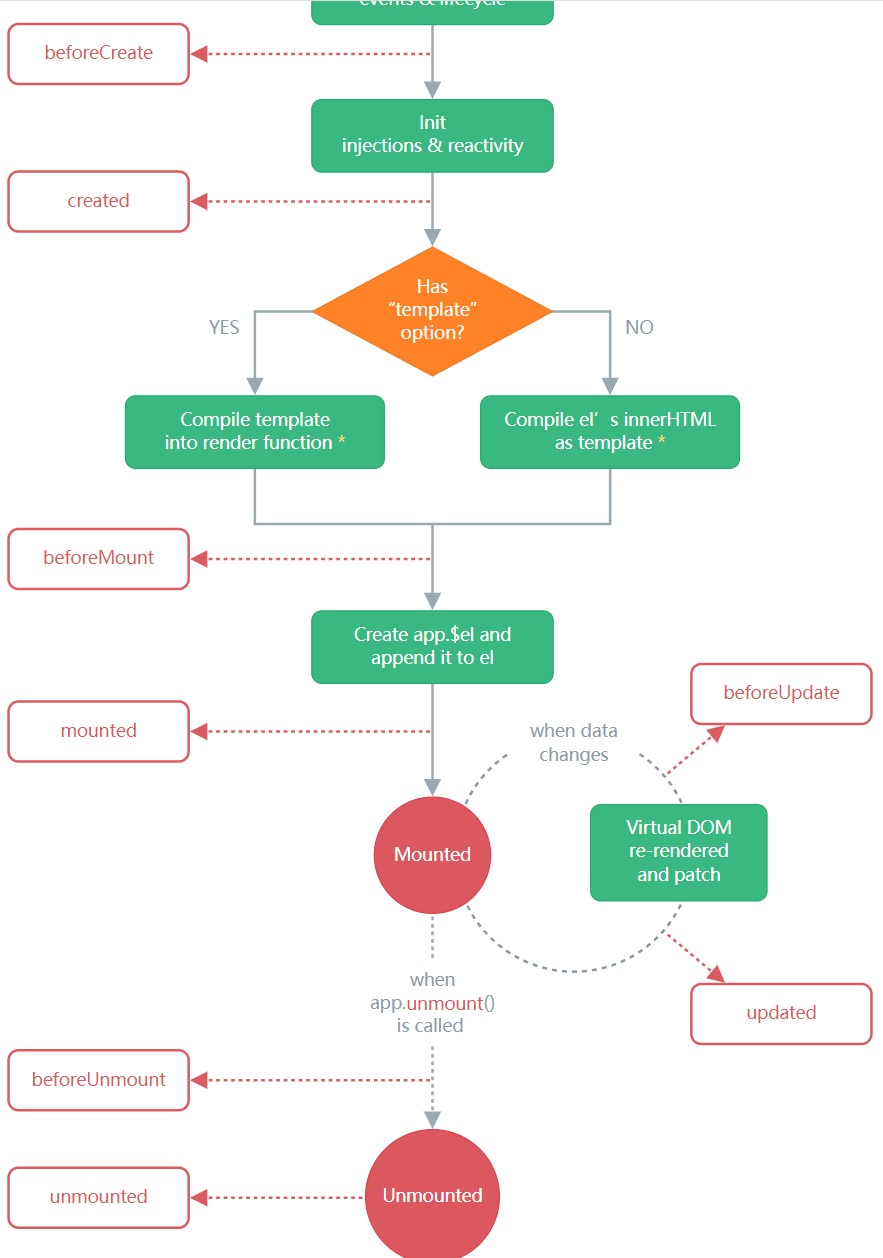 events & lifecycle
beforeCreate
Init
injections & reactivity
created
Has
“template”
option?
YES
NO
Compile template
into render function *
Compile el’s innerHTML
as template *
beforeMount
Create app.$el and
append it to el
beforeUpdate
mounted
when data
changes
Virtual DOM
re-rendered
and patch
Mounted
when
app.unmount()
is called
updated
beforeUnmount
unmounted
Unmounted